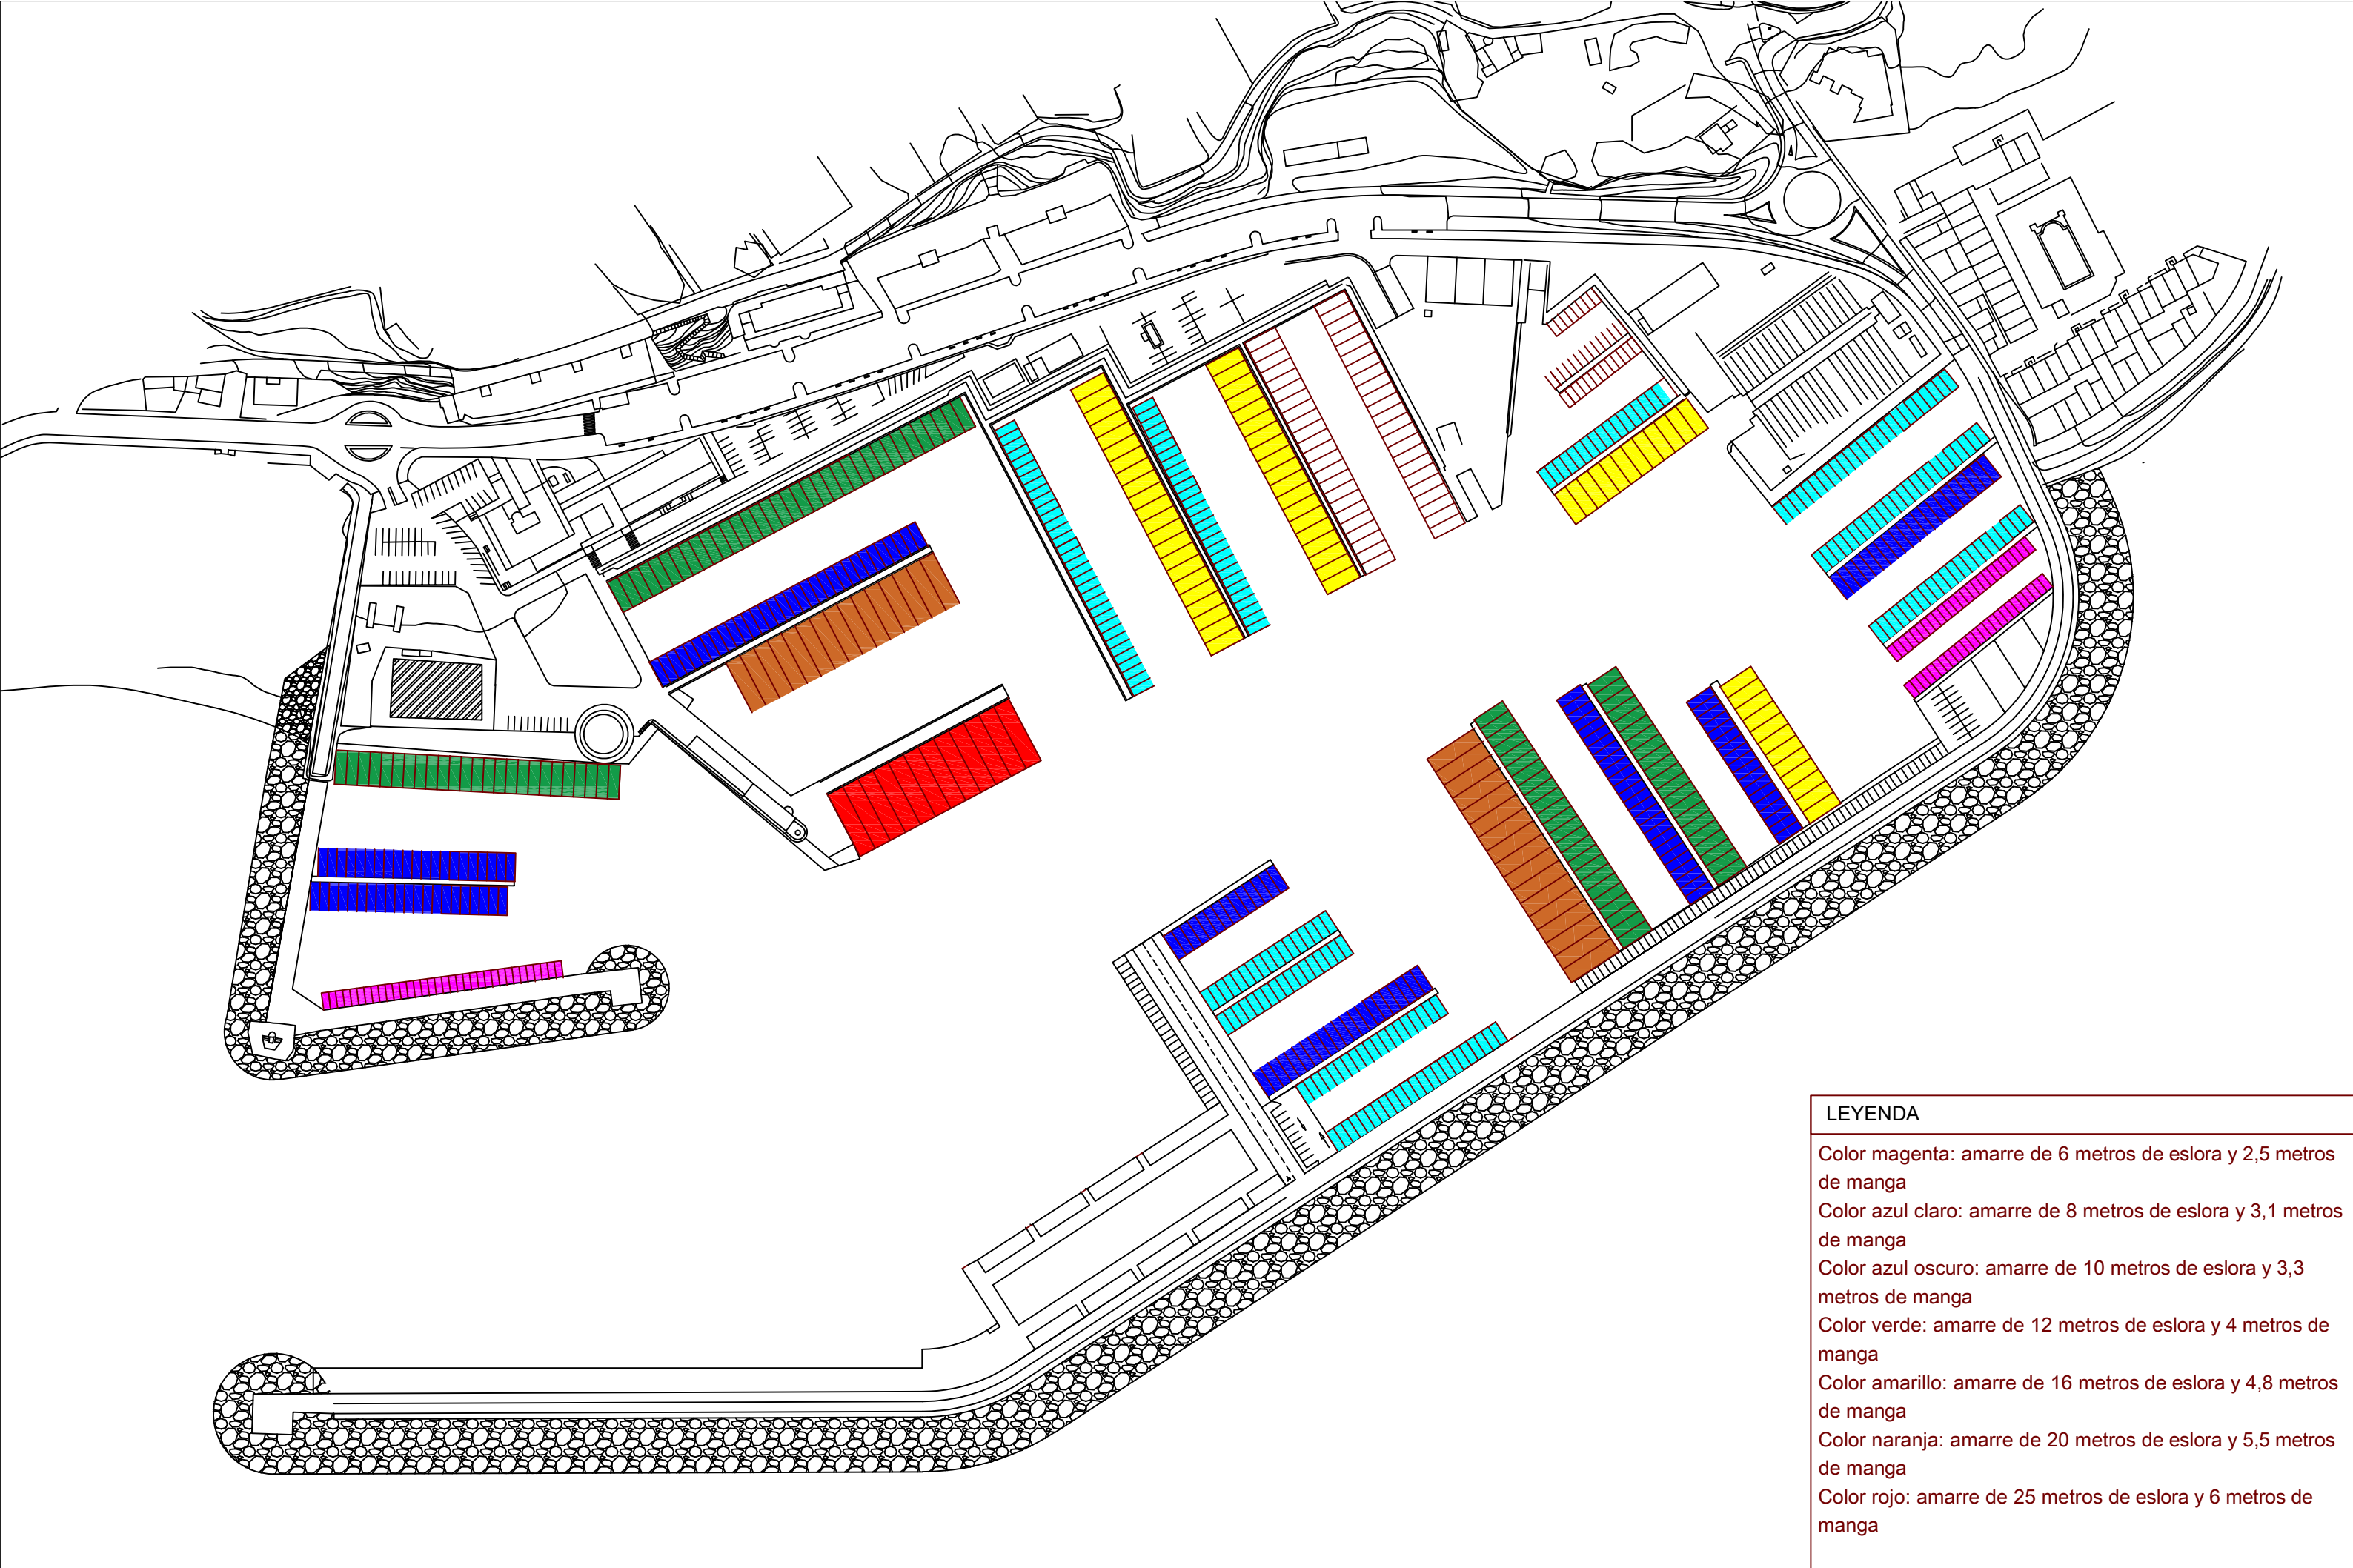 LEYENDA
Color magenta: amarre de 6 metros de eslora y 2,5 metros
de manga
Color azul claro: amarre de 8 metros de eslora y 3,1 metros
de manga
Color azul oscuro: amarre de 10 metros de eslora y 3,3
metros de manga
Color verde: amarre de 12 metros de eslora y 4 metros de
manga
Color amarillo: amarre de 16 metros de eslora y 4,8 metros
de manga
Color naranja: amarre de 20 metros de eslora y 5,5 metros
de manga
Color rojo: amarre de 25 metros de eslora y 6 metros de
manga